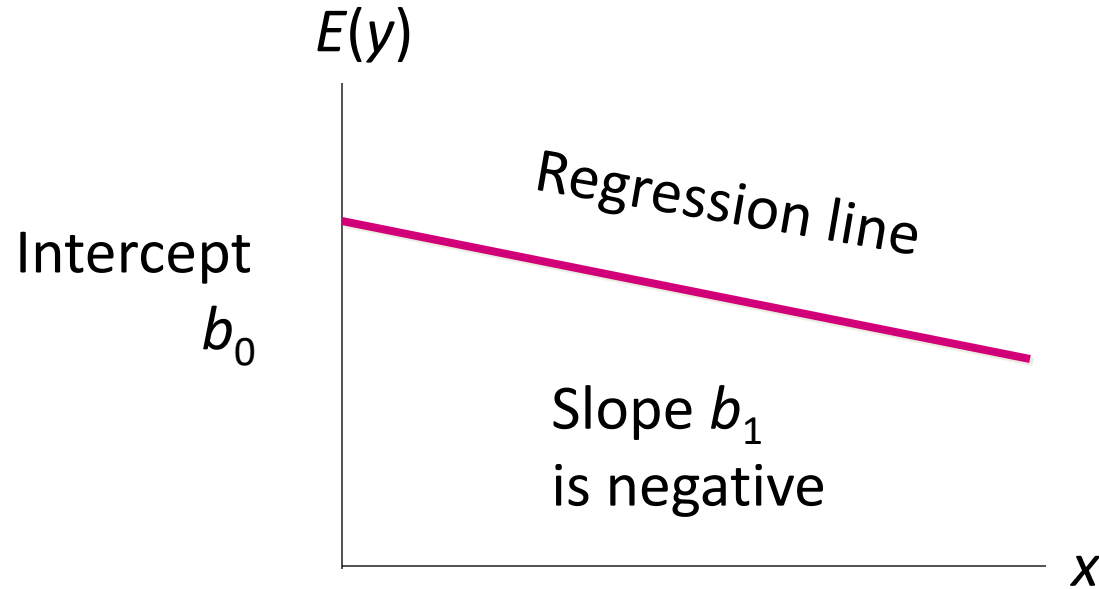 E(y)
Regression line
Intercept
b₀
Slope b₁
is negative
x